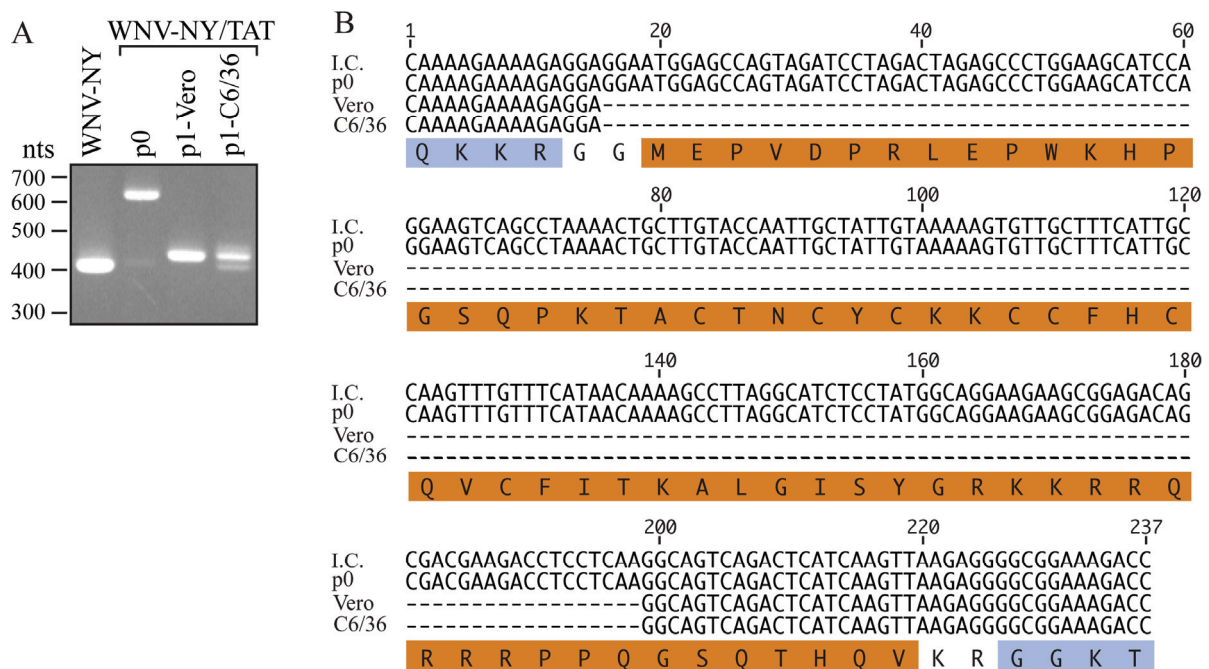 A
WNV-NY/TAT
WNV-NY
p0
p1-Vero
p1-C6/36
nts
700
600
500
400
300
B
1 20 40 60
I.C. CAAAAGAAAAGAGGAGGAATGGAGCCAGTAGATCCTAGACTAGAGCCCTGGAAGCATCCA
p0 CAAAAGAAAAGAGGAGGAATGGAGCCAGTAGATCCTAGACTAGAGCCCTGGAAGCATCCA
Vero CAAAAGAAAAGAGGA---------------------------------------------
C6/36 CAAAAGAAAAGAGGA---------------------------------------------
Q K K R G G M E P V D P R L E P W K H P
80 100 120
I.C. GGAAGTCAGCCTAAAACTGCTTGTACCAATTGCTATTGTAAAAAGTGTTGCTTTCATTGC
p0 GGAAGTCAGCCTAAAACTGCTTGTACCAATTGCTATTGTAAAAAGTGTTGCTTTCATTGC
Vero ------------------------------------------------------------
C6/36 ------------------------------------------------------------
G S Q P K T A C T N C Y C K K C C F H C
140 160 180
I.C. CAAGTTTGTTTCATAACAAAAGCCTTAGGCATCTCCTATGGCAGGAAGAAGCGGAGACAG
p0 CAAGTTTGTTTCATAACAAAAGCCTTAGGCATCTCCTATGGCAGGAAGAAGCGGAGACAG
Vero ------------------------------------------------------------
C6/36 ------------------------------------------------------------
Q V C F I T K A L G I S Y G R K K R R Q
200 220 237
I.C. CGACGAAGACCTCCTCAAGGCAGTCAGACTCATCAAGTTAAGAGGGGCGGAAAGACC
p0 CGACGAAGACCTCCTCAAGGCAGTCAGACTCATCAAGTTAAGAGGGGCGGAAAGACC
Vero ------------------GGCAGTCAGACTCATCAAGTTAAGAGGGGCGGAAAGACC
C6/36 ------------------GGCAGTCAGACTCATCAAGTTAAGAGGGGCGGAAAGACC
R R R P P Q G S Q T H Q V K R G G K T